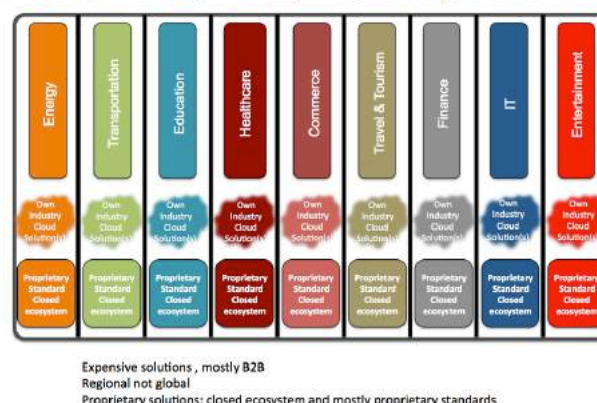 Energy
Transportation
Education
Healthcare
Commerce
Travel & Tourism
Finance
IT
Entertainment
Own
Industry
Cloud
Solution(s)
Own
Industry
Cloud
Solution(s)
Own
Industry
Cloud
Solution(s)
Own
Industry
Cloud
Solution(s)
Own
Industry
Cloud
Solution(s)
Own
Industry
Cloud
Solution(s)
Own
Industry
Cloud
Solution(s)
Own
Industry
Cloud
Solution(s)
Own
Industry
Cloud
Solution(s)
Proprietary
Standard
Closed
ecosystem
Proprietary
Standard
Closed
ecosystem
Proprietary
Standard
Closed
ecosystem
Proprietary
Standard
Closed
ecosystem
Proprietary
Standard
Closed
ecosystem
Proprietary
Standard
Closed
ecosystem
Proprietary
Standard
Closed
ecosystem
Proprietary
Standard
Closed
ecosystem
Proprietary
Standard
Closed
ecosystem
Expensive solutions , mostly B2B
Regional not global
Proprietary solutions: closed ecosystem and mostly proprietary standards